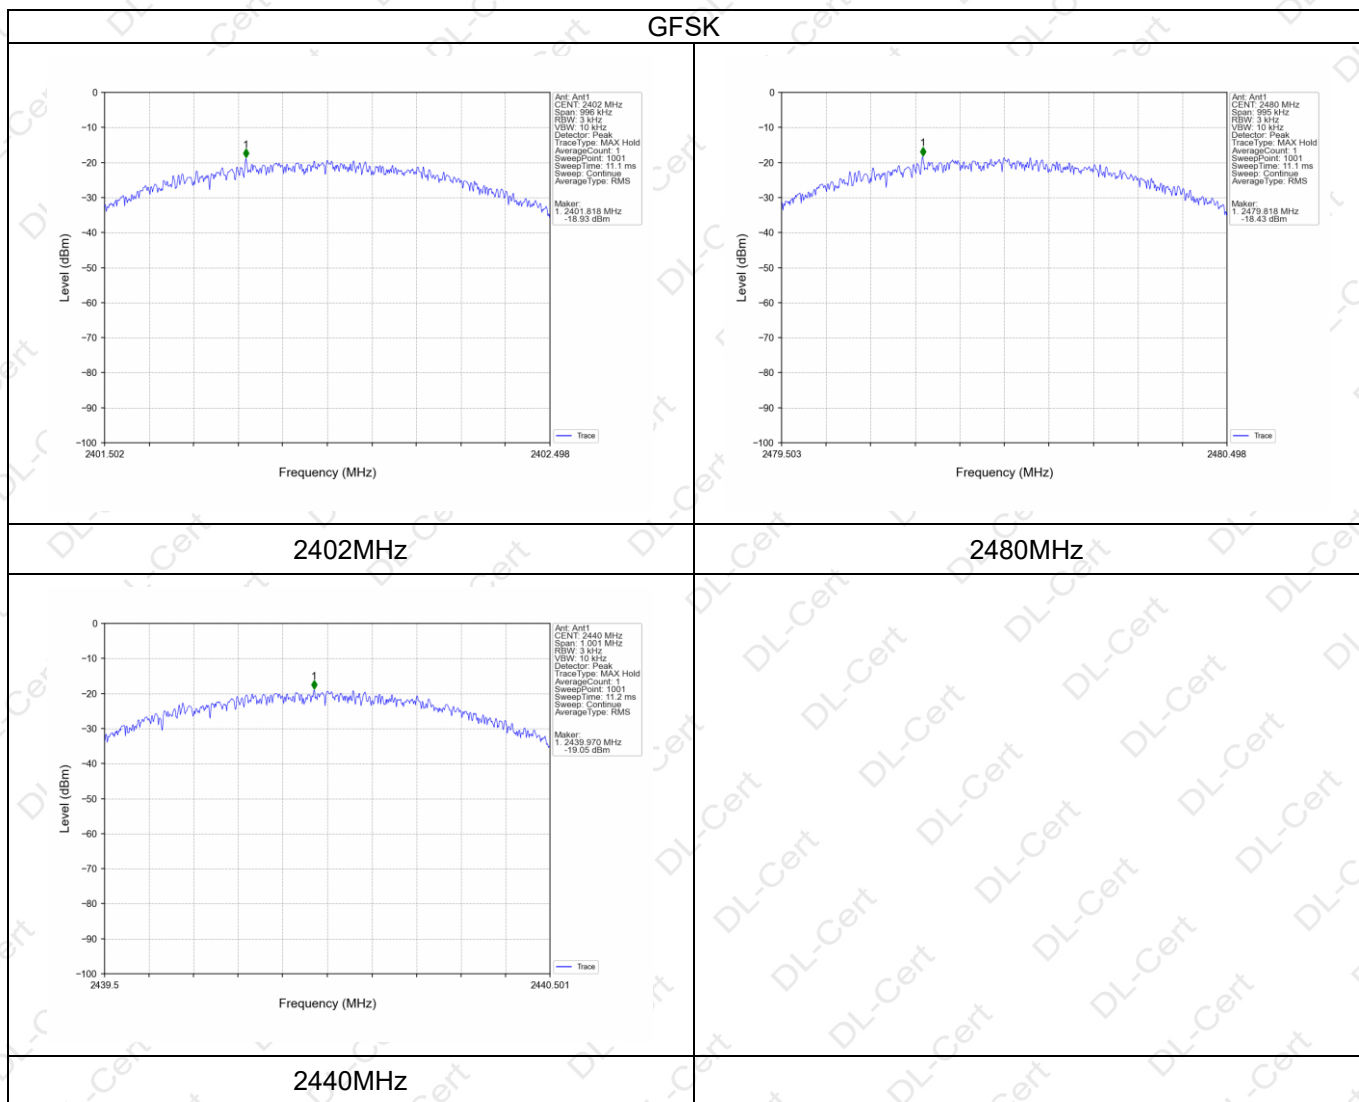 GFSK
0
−10
−20
−30
−40
−50
−60
−70
−80
−90
−100
Level (dBm)
1
2401.502
2402.498
Frequency (MHz)
Ant: Ant1
CENT: 2402 MHz
Span: 996 kHz
RBW: 3 kHz
VBW: 10 kHz
Detector: Peak
TraceType: MAX Hold
AverageCount: 1
SweepPoint: 1001
SweepTime: 11.1 ms
Sweep: Continue
AverageType: RMS
Maker:
1. 2401.818 MHz
-18.93 dBm
Trace
0
−10
−20
−30
−40
−50
−60
−70
−80
−90
−100
Level (dBm)
1
2479.503
2480.498
Frequency (MHz)
Ant: Ant1
CENT: 2480 MHz
Span: 995 kHz
RBW: 3 kHz
VBW: 10 kHz
Detector: Peak
TraceType: MAX Hold
AverageCount: 1
SweepPoint: 1001
SweepTime: 11.1 ms
Sweep: Continue
AverageType: RMS
Maker:
1. 2479.818 MHz
-18.43 dBm
Trace
2402MHz
2480MHz
0
−10
−20
−30
−40
−50
−60
−70
−80
−90
−100
Level (dBm)
1
2439.5
2440.501
Frequency (MHz)
Ant: Ant1
CENT: 2440 MHz
Span: 1.001 MHz
RBW: 3 kHz
VBW: 10 kHz
Detector: Peak
TraceType: MAX Hold
AverageCount: 1
SweepPoint: 1001
SweepTime: 11.2 ms
Sweep: Continue
AverageType: RMS
Maker:
1. 2439.970 MHz
-19.05 dBm
Trace
2440MHz
DL-Cert